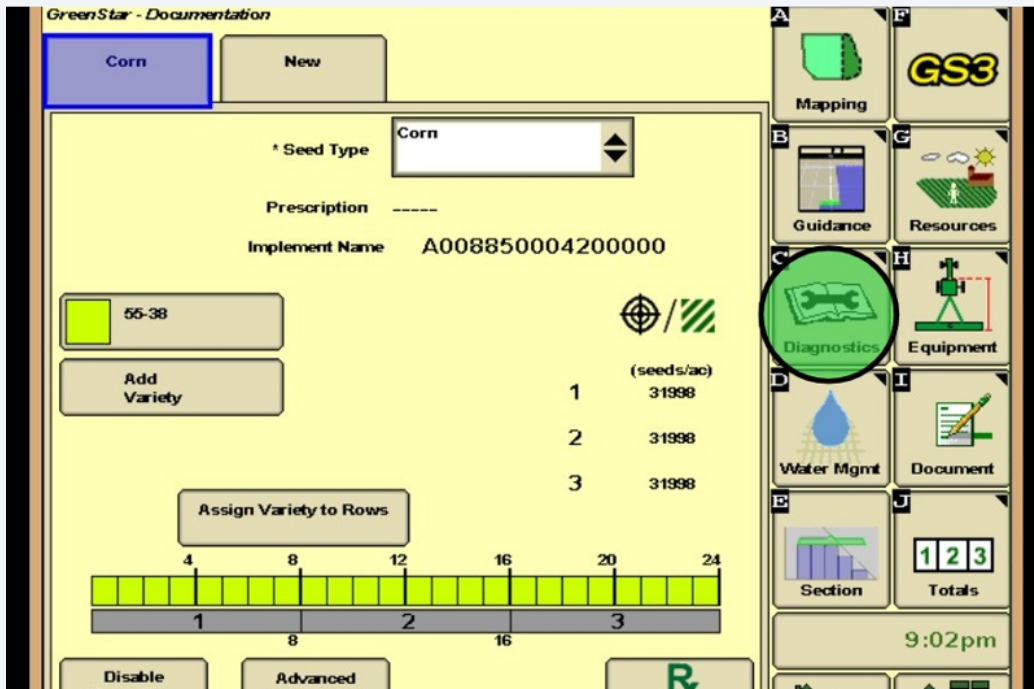 GreenStar - Documentation
Corn
New
* Seed Type
Corn
Prescription -----
Implement Name A008850004200000
55-38
Add
Variety
/
(seeds/ac)
1 31998
2 31998
3 31998
Assign Variety to Rows
4 8 12 16 20 24
1 2 3
8 16
Disable
Advanced
Rx
A
Mapping
F
GS3
B
Guidance
G
Resources
C
Diagnostics
H
Equipment
D
Water Mgmt
I
Document
E
Section
J
1 2 3
Totals
9:02pm